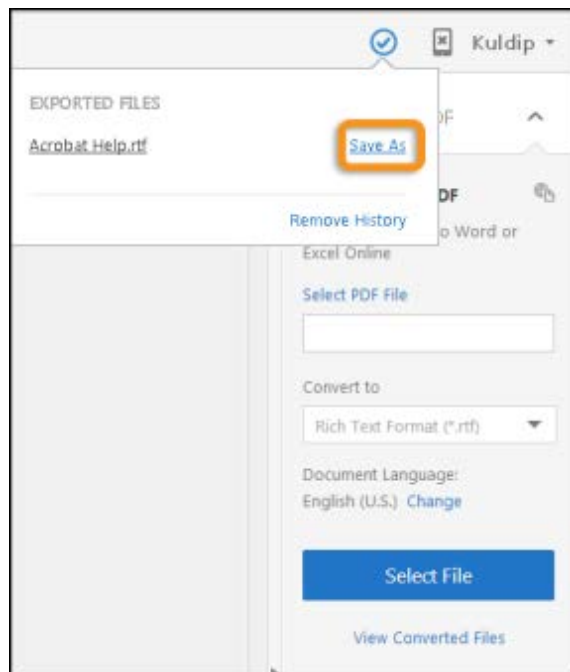 Kuldip
EXPORTED FILES
Acrobat Help.rtf
Save As
Remove History
DF
DF
o Word or
Excel Online
Select PDF File
Convert to
Rich Text Format (*.rtf)
Document Language:
English (U.S.) Change
Select File
View Converted Files